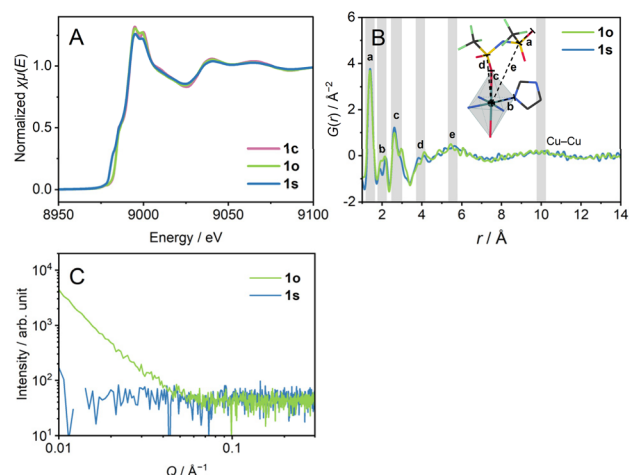 A
Normalized χμ(E)
1.0
0.5
0.0
1c
1o
1s
8950 9000 9050 9100
Energy / eV
B
G(r) / Å⁻²
6
4
2
0
-2
1o
1s
a
b
c
d
e
a
b
c
d
e
Cu–Cu
2 4 6 8 10 12 14
r / Å
C
Intensity / arb. unit
10⁴
10³
10²
10¹
1o
1s
0.01 0.1
Q / Å⁻¹